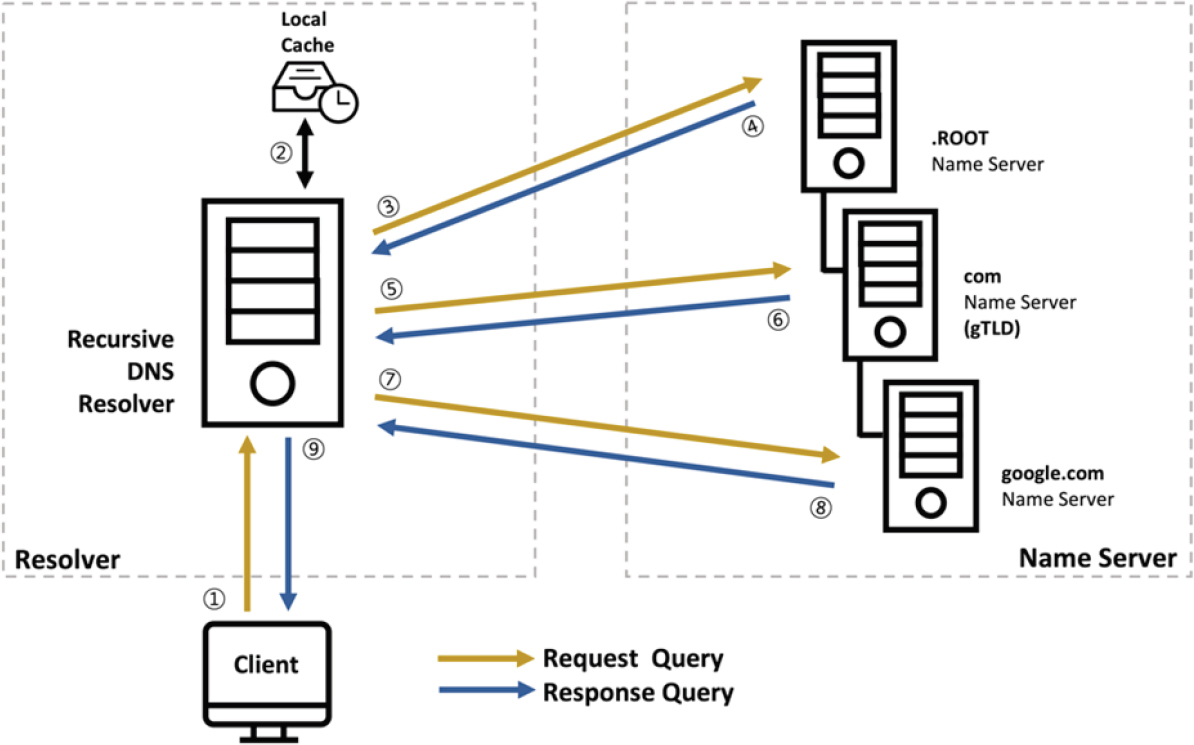 Local
Cache
②
③
④
.ROOT
Name Server
⑤
⑥
com
Name Server
(gTLD)
Recursive
DNS
Resolver
⑦
⑧
google.com
Name Server
⑨
Resolver
Name Server
①
Client
Request Query
Response Query